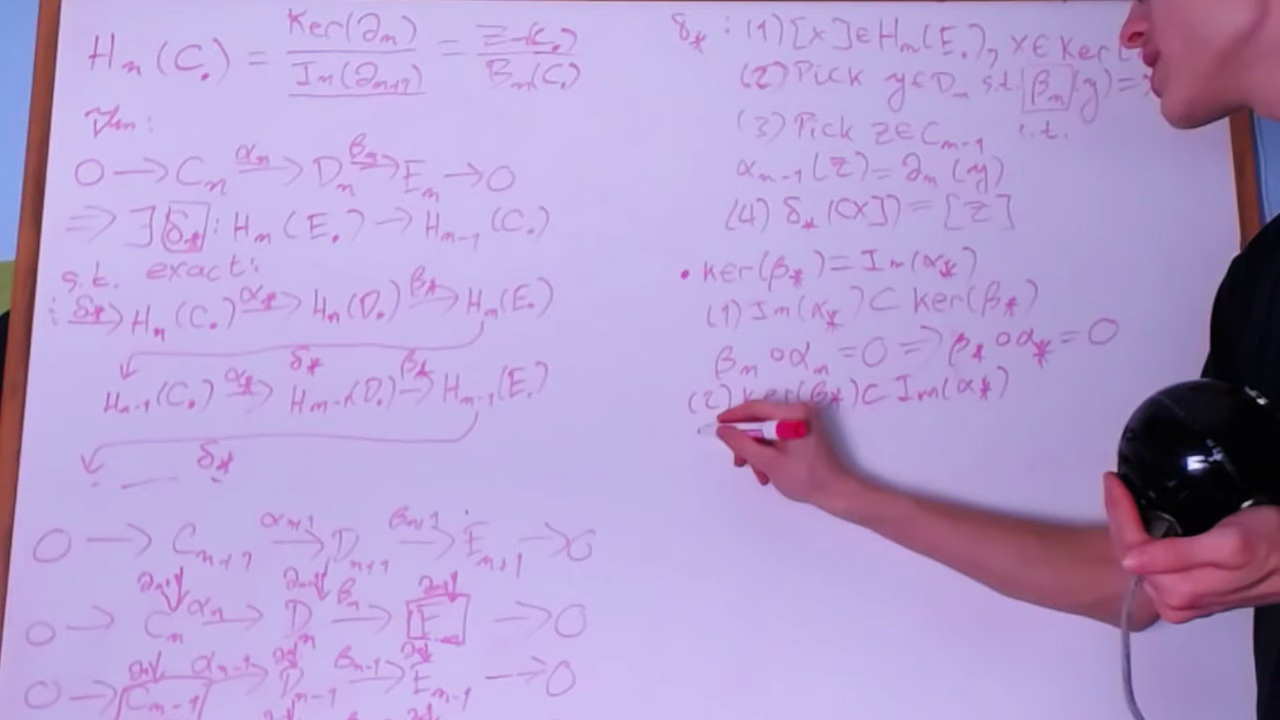 Hₙ(C.) = Ker(∂ₙ) / Im(∂ₙ₊₁) = Zₙ(C.) / Bₙ(C.)
Thm:
0 → Cₙ —αₙ→ Dₙ —βₙ→ Eₙ → 0
⇒ ∃ δ* : Hₙ(E.) → Hₙ₋₁(C.)
s.t. exact:
δ*→ Hₙ(C.) —α*→ Hₙ(D.) —β*→ Hₙ(E.)
δ*
Hₙ₋₁(C.) —α*→ Hₙ₋₁(D.) —β*→ Hₙ₋₁(E.)
δ*
0 → Cₙ₊₁ —αₙ₊₁→ Dₙ₊₁ —βₙ₊₁→ Eₙ₊₁ → 0
∂ₙ₊₁↓ ∂ₙ₊₁↓ ∂ₙ₊₁↓
0 → Cₙ —αₙ→ Dₙ —βₙ→ Eₙ → 0
∂ₙ↓ ∂ₙ↓ ∂ₙ↓
0 → Cₙ₋₁ —αₙ₋₁→ Dₙ₋₁ —βₙ₋₁→ Eₙ₋₁ → 0
δ* : (1) [x] ∈ Hₙ(E.), x ∈ Ker(
(2) Pick y ∈ Dₙ s.t. βₙ(y) =
(3) Pick z ∈ Cₙ₋₁ s.t.
αₙ₋₁(z) = ∂ₙ(y)
(4) δ*([x]) = [z]
• Ker(β*) = Im(α*)
(1) Im(α*) ⊂ Ker(β*)
βₙ∘αₙ = 0 ⇒ β*∘α* = 0
(2) Ker(β*) ⊂ Im(α*)